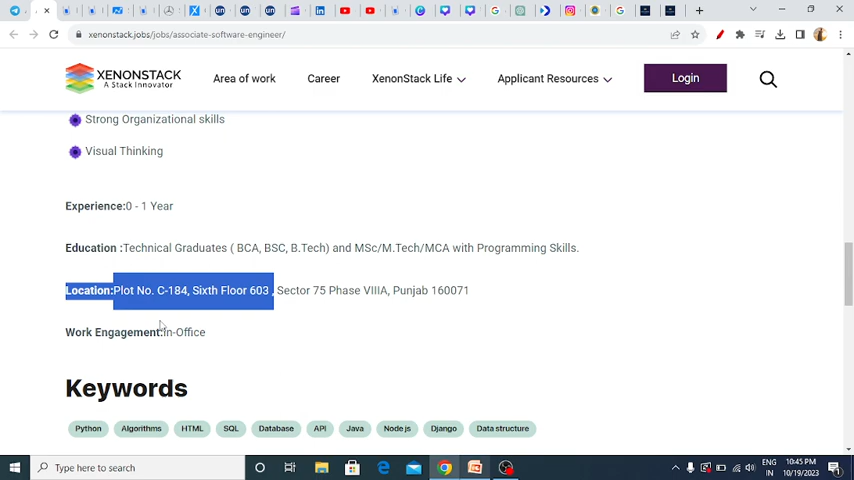 xenonstack.jobs/jobs/associate-software-engineer/
XENONSTACK
A Stack Innovator
Area of work
Career
XenonStack Life
Applicant Resources
Login
Strong Organizational skills
Visual Thinking
Experience:0 - 1 Year
Education :Technical Graduates ( BCA, BSC, B.Tech) and MSc/M.Tech/MCA with Programming Skills.
Location:Plot No. C-184, Sixth Floor 603 , Sector 75 Phase VIIIA, Punjab 160071
Work Engagement:In-Office
Keywords
Python Algorithms HTML SQL Database API Java Node js Django Data structure
Type here to search
ENG
IN
10:45 PM
10/19/2023